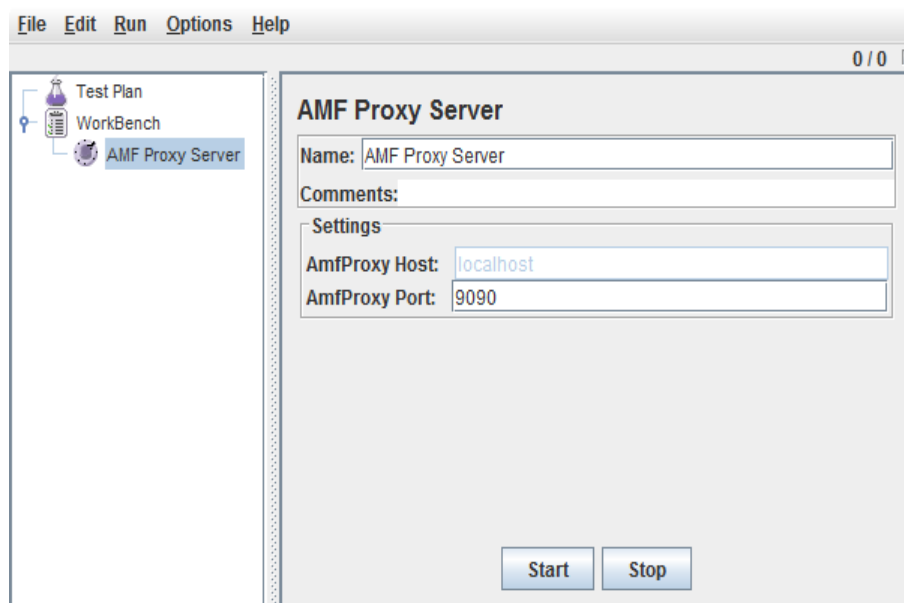 File Edit Run Options Help
0 / 0
Test Plan
WorkBench
AMF Proxy Server
AMF Proxy Server
Name: AMF Proxy Server
Comments:
Settings
AmfProxy Host: localhost
AmfProxy Port: 9090
Start Stop